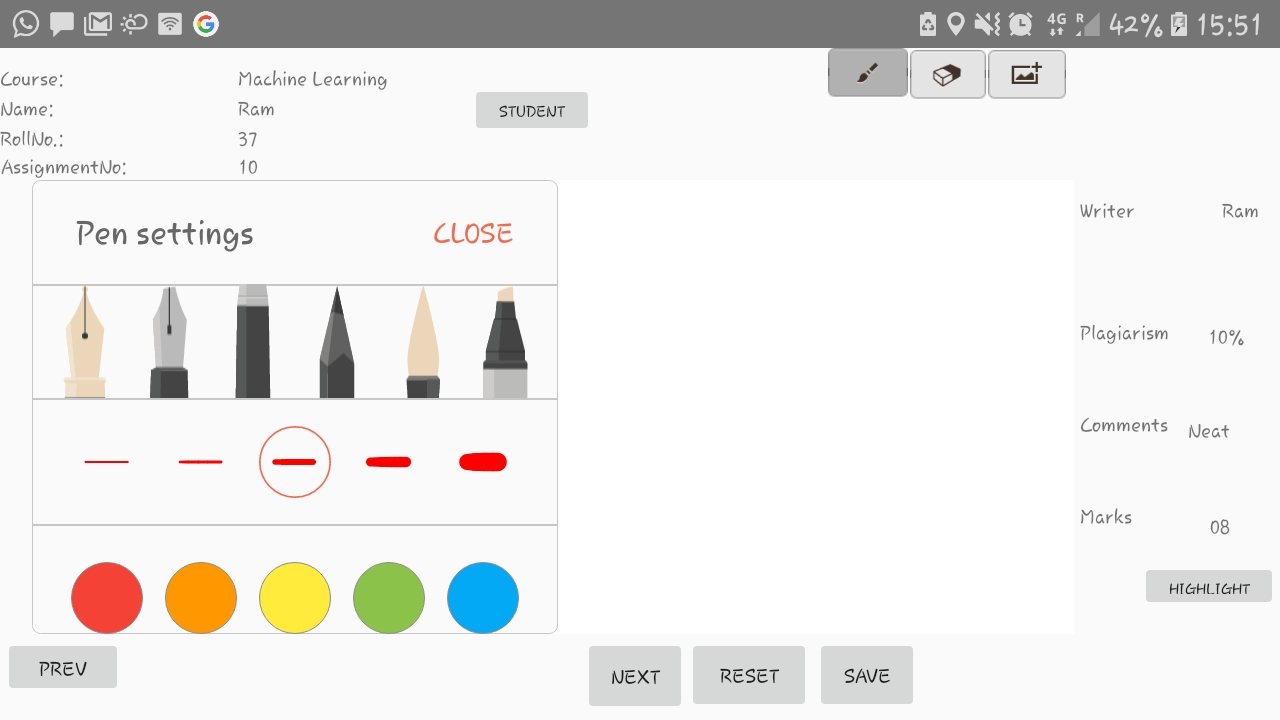 4G R 42% 15:51
Course: Machine Learning
Name: Ram
RollNo.: 37
AssignmentNo: 10
STUDENT
Pen settings CLOSE
Writer Ram
Plagiarism 10%
Comments Neat
Marks 08
HIGHLIGHT
PREV NEXT RESET SAVE